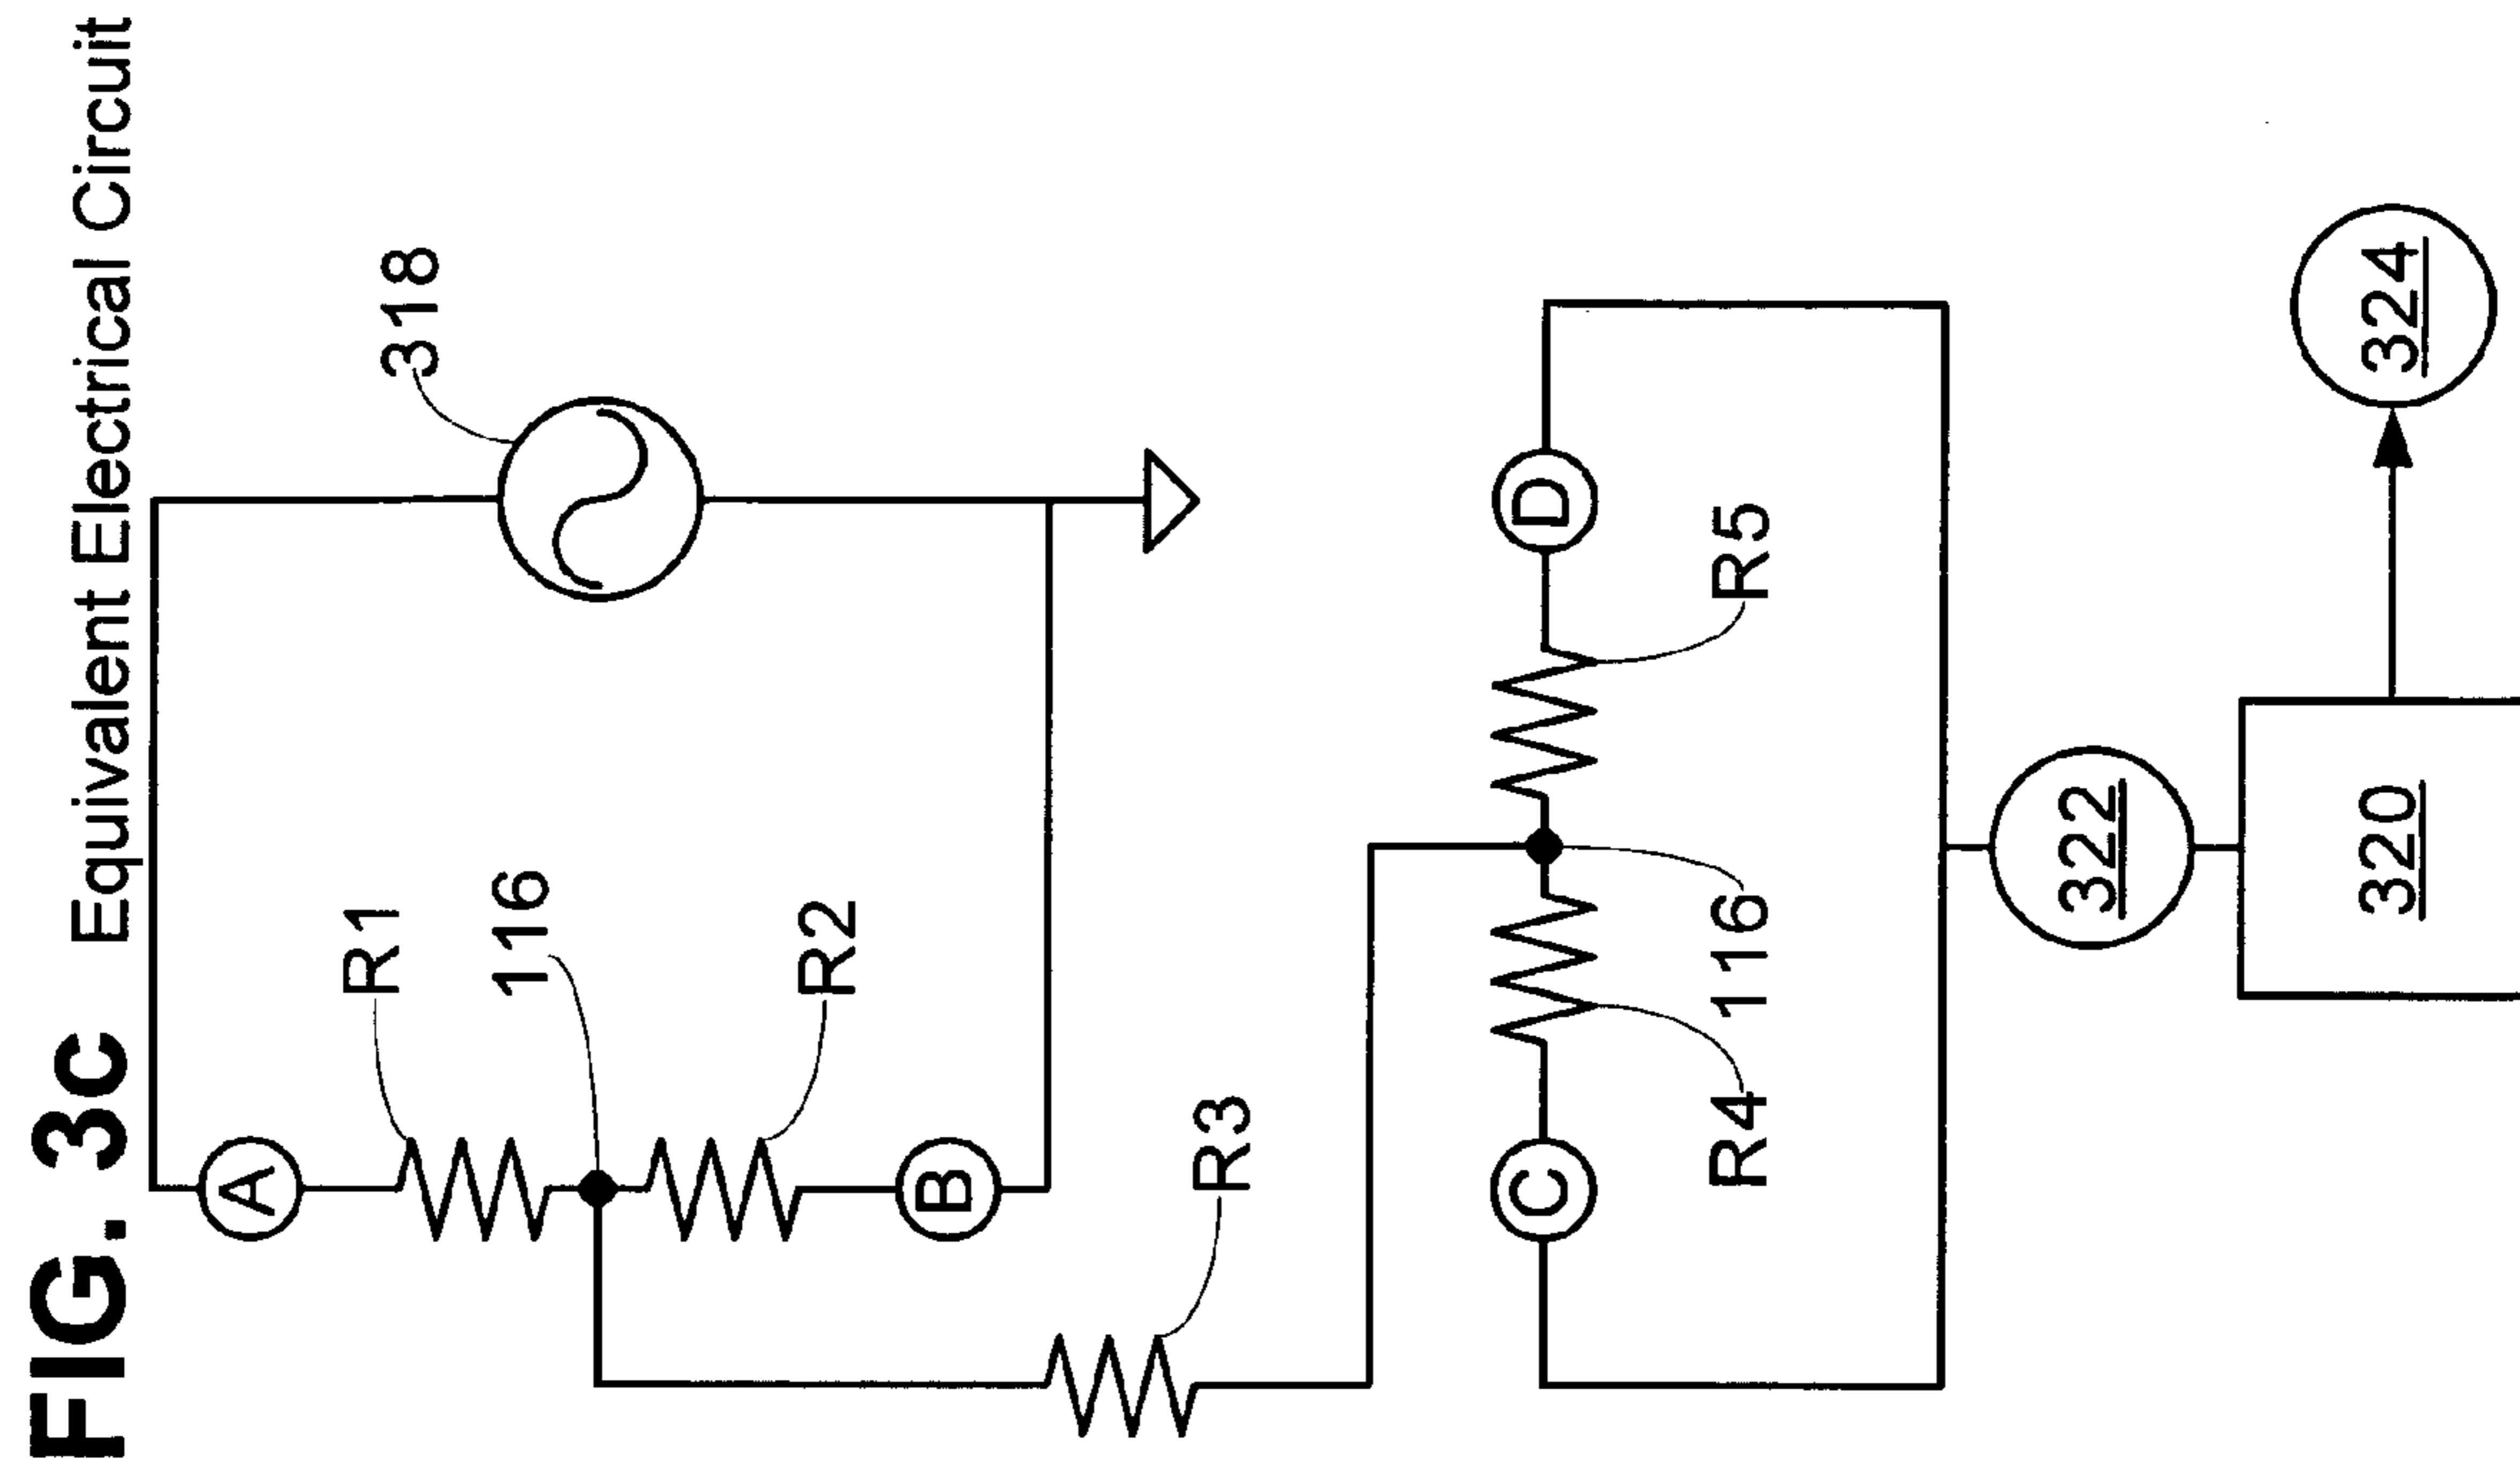 FIG. 3c Equivalent Electrical Circuit
318
A
R1
116
R2
B
R3
D
R5
C
R4
116
322
320
324